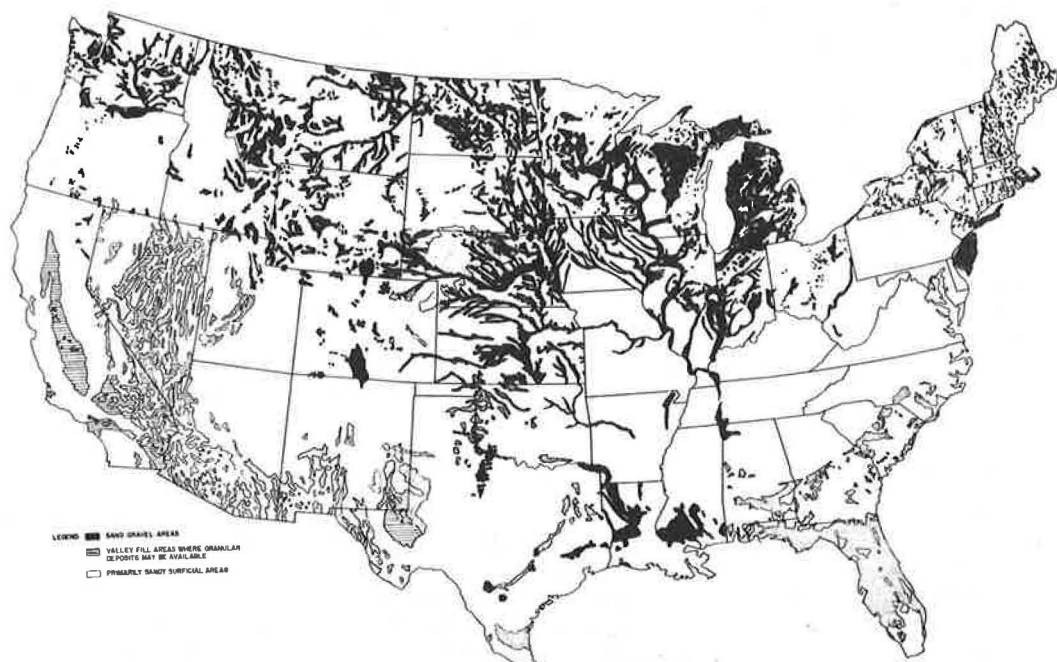 LEGEND SAND GRAVEL AREAS
VALLEY FILL AREAS WHERE GRANULAR
DEPOSITS MAY BE AVAILABLE
PRIMARILY SANDY SURFICIAL AREAS